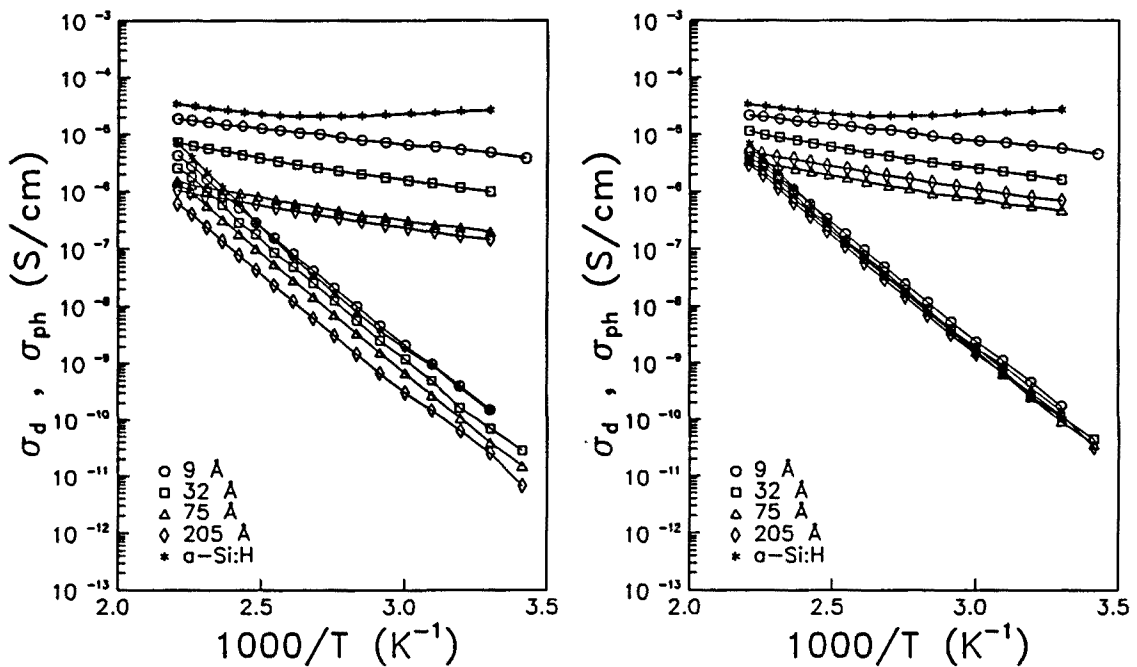 σd , σph (S/cm)
10⁻³
10⁻⁴
10⁻⁵
10⁻⁶
10⁻⁷
10⁻⁸
10⁻⁹
10⁻¹⁰
10⁻¹¹
10⁻¹²
10⁻¹³
9 Å
32 Å
75 Å
205 Å
a-Si:H
2.0 2.5 3.0 3.5
1000/T (K⁻¹)
σd , σph (S/cm)
10⁻³
10⁻⁴
10⁻⁵
10⁻⁶
10⁻⁷
10⁻⁸
10⁻⁹
10⁻¹⁰
10⁻¹¹
10⁻¹²
10⁻¹³
9 Å
32 Å
75 Å
205 Å
a-Si:H
2.0 2.5 3.0 3.5
1000/T (K⁻¹)